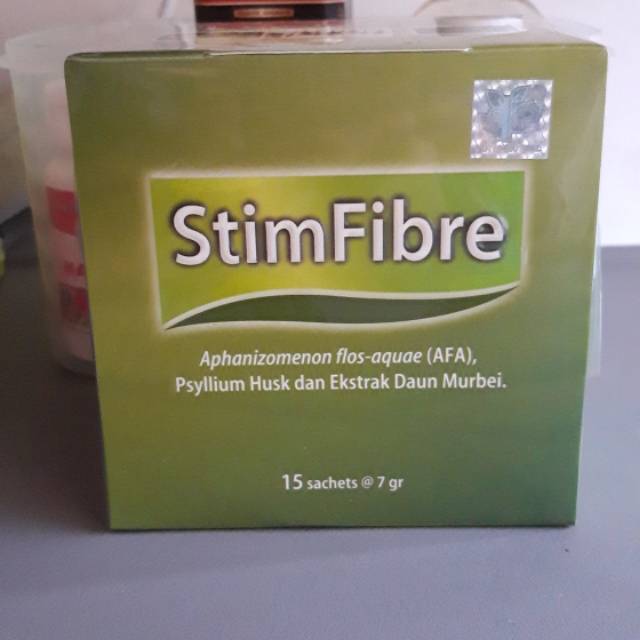 StimFibre
Aphanizomenon flos-aquae (AFA),
Psyllium Husk dan Ekstrak Daun Murbei.
15 sachets @ 7 gr